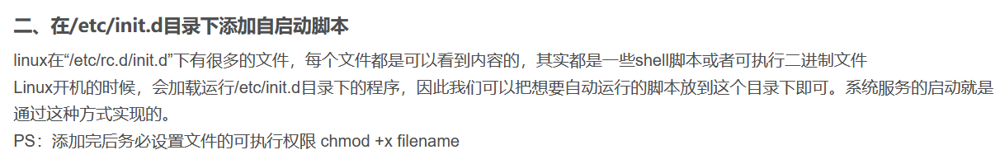 二、在/etc/init.d目录下添加自启动脚本
linux在“/etc/rc.d/init.d”下有很多的文件，每个文件都是可以看到内容的，其实都是一些shell脚本或者可执行二进制文件
Linux开机的时候，会加载运行/etc/init.d目录下的程序，因此我们可以把想要自动运行的脚本放到这个目录下即可。系统服务的启动就是
通过这种方式实现的。
PS：添加完后务必设置文件的可执行权限 chmod +x filename